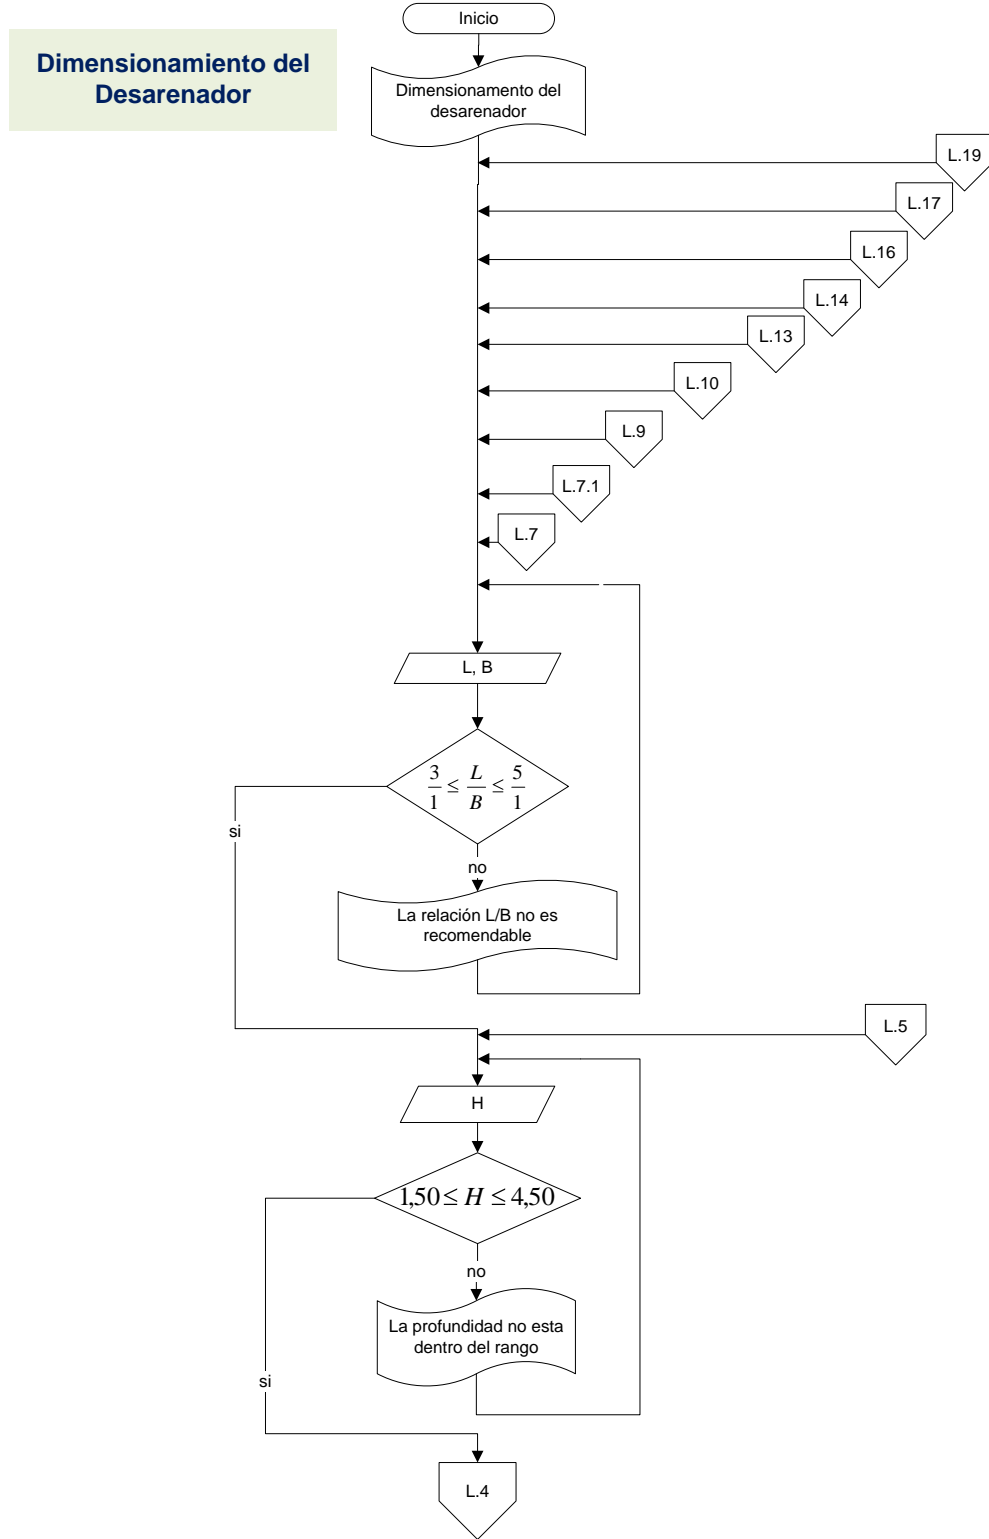 Inicio
Dimensionamiento del
Desarenador
Dimensionamento del
desarenador
L.19
L.17
L.16
L.14
L.13
L.10
L.9
L.7.1
L.7
L, B
3/1 ≤ L/B ≤ 5/1
si
no
La relación L/B no es
recomendable
L.5
H
1,50 ≤ H ≤ 4,50
no
La profundidad no esta
dentro del rango
si
L.4